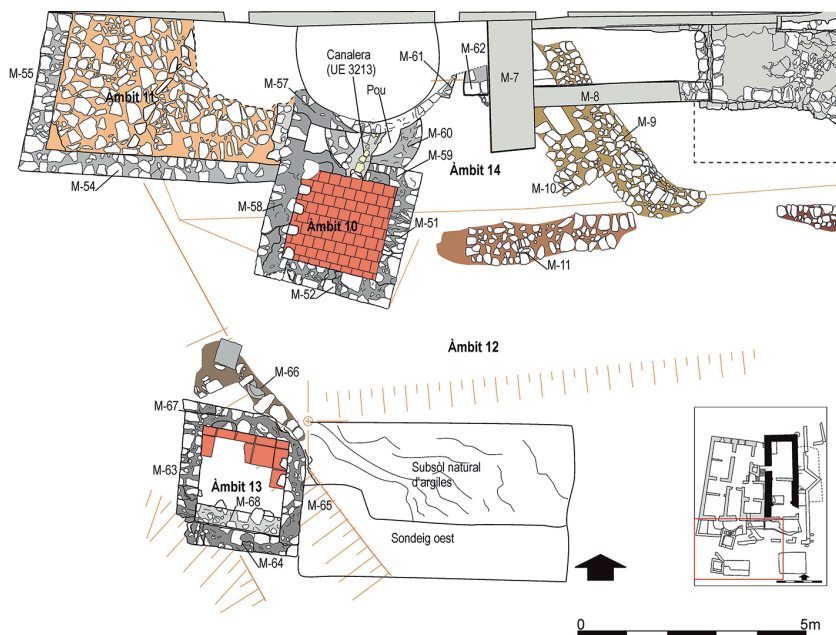 M-55
Àmbit 11
M-54
M-57
Canalera
(UE 3213)
Pou
M-61
M-62
M-7
M-8
M-9
M-60
M-59
Àmbit 14
M-10
M-58
Àmbit 10
M-51
M-52
M-11
Àmbit 12
M-66
M-67
M-63
Àmbit 13
M-68
M-65
M-64
Subsòl natural
d'argiles
Sondeig oest
0
5m